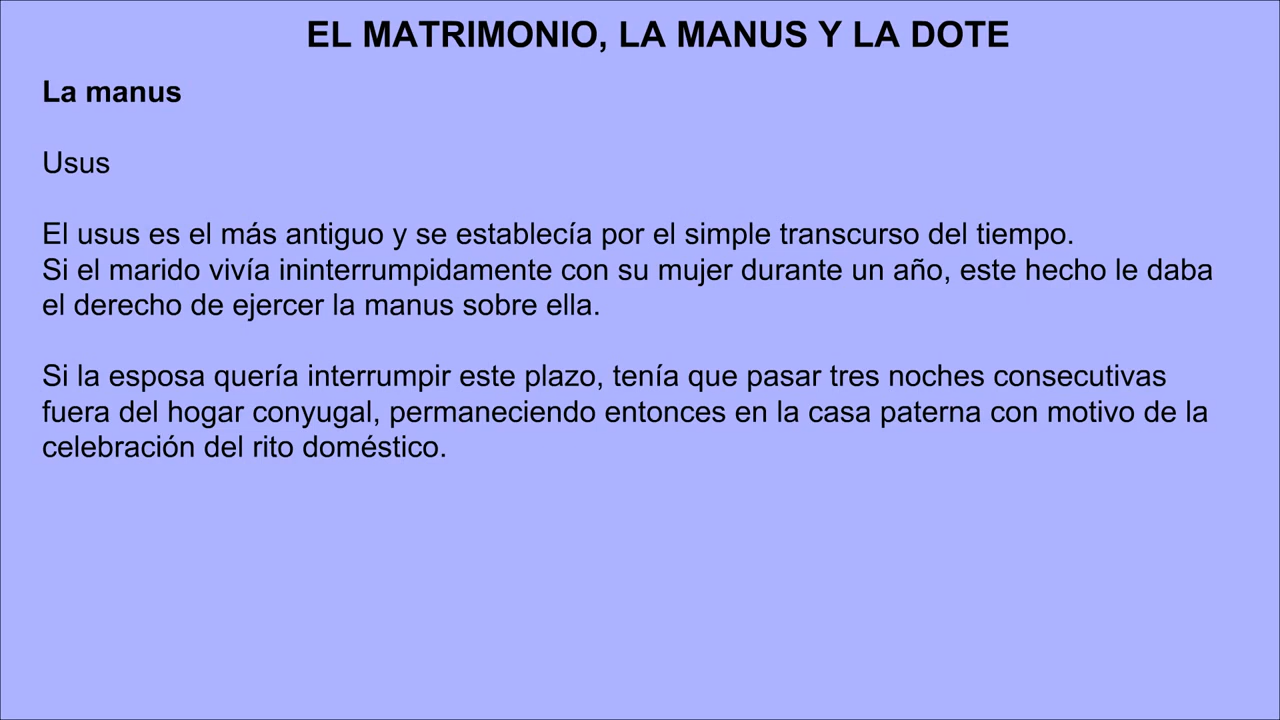 EL MATRIMONIO, LA MANUS Y LA DOTE
La manus
Usus
El usus es el más antiguo y se establecía por el simple transcurso del tiempo.
Si el marido vivía ininterrumpidamente con su mujer durante un año, este hecho le daba
el derecho de ejercer la manus sobre ella.
Si la esposa quería interrumpir este plazo, tenía que pasar tres noches consecutivas
fuera del hogar conyugal, permaneciendo entonces en la casa paterna con motivo de la
celebración del rito doméstico.